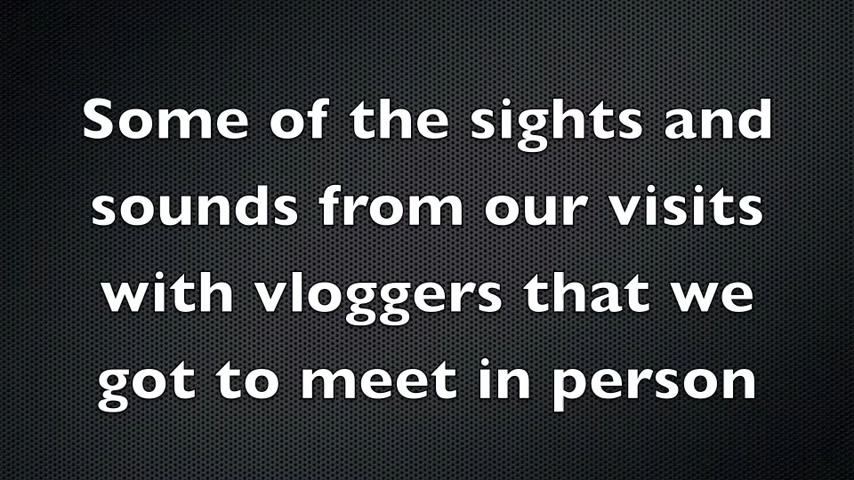 Some of the sights and
sounds from our visits
with vloggers that we
got to meet in person